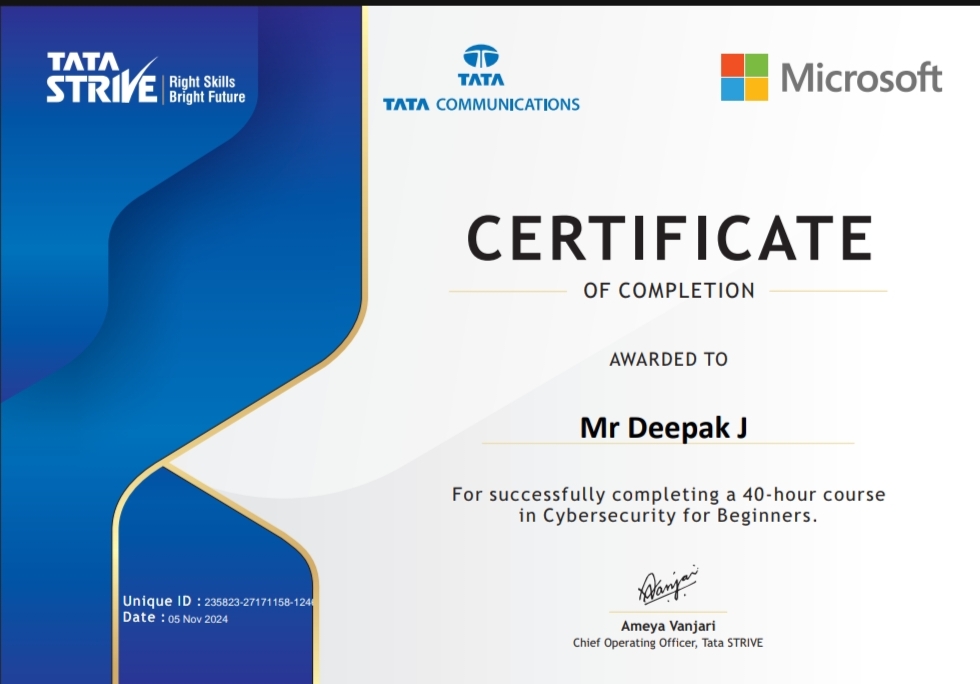 TATA
STRIVE
Right Skills
Bright Future
TATA
TATA COMMUNICATIONS
Microsoft
CERTIFICATE
OF COMPLETION
AWARDED TO
Mr Deepak J
For successfully completing a 40-hour course
in Cybersecurity for Beginners.
Vanjari
Ameya Vanjari
Chief Operating Officer, Tata STRIVE
Unique ID : 235823-27171158-124
Date : 05 Nov 2024